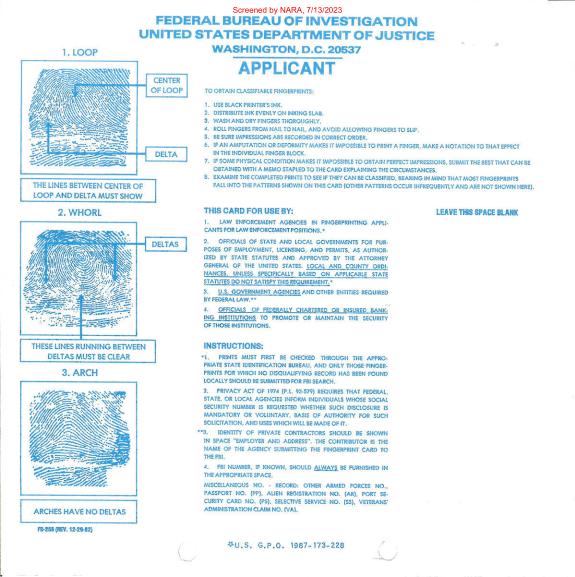 Screened by NARA, 7/13/2023
FEDERAL BUREAU OF INVESTIGATION
UNITED STATES DEPARTMENT OF JUSTICE
WASHINGTON, D.C. 20537
APPLICANT
1. LOOP
CENTER
OF LOOP
DELTA
THE LINES BETWEEN CENTER OF
LOOP AND DELTA MUST SHOW
2. WHORL
DELTAS
THESE LINES RUNNING BETWEEN
DELTAS MUST BE CLEAR
3. ARCH
ARCHES HAVE NO DELTAS
FD-258 (REV. 12-29-82)
TO OBTAIN CLASSIFIABLE FINGERPRINTS:
1. USE BLACK PRINTER'S INK.
2. DISTRIBUTE INK EVENLY ON INKING SLAB.
3. WASH AND DRY FINGERS THOROUGHLY.
4. ROLL FINGERS FROM NAIL TO NAIL, AND AVOID ALLOWING FINGERS TO SLIP.
5. BE SURE IMPRESSIONS ARE RECORDED IN CORRECT ORDER.
6. IF AN AMPUTATION OR DEFORMITY MAKES IT IMPOSSIBLE TO PRINT A FINGER, MAKE A NOTATION TO THAT EFFECT
IN THE INDIVIDUAL FINGER BLOCK.
7. IF SOME PHYSICAL CONDITION MAKES IT IMPOSSIBLE TO OBTAIN PERFECT IMPRESSIONS, SUBMIT THE BEST THAT CAN BE
OBTAINED WITH A MEMO STAPLED TO THE CARD EXPLAINING THE CIRCUMSTANCES.
8. EXAMINE THE COMPLETED PRINTS TO SEE IF THEY CAN BE CLASSIFIED, BEARING IN MIND THAT MOST FINGERPRINTS
FALL INTO THE PATTERNS SHOWN ON THIS CARD (OTHER PATTERNS OCCUR INFREQUENTLY AND ARE NOT SHOWN HERE).
THIS CARD FOR USE BY:
1. LAW ENFORCEMENT AGENCIES IN FINGERPRINTING APPLI-
CANTS FOR LAW ENFORCEMENT POSITIONS.*
2. OFFICIALS OF STATE AND LOCAL GOVERNMENTS FOR PUR-
POSES OF EMPLOYMENT, LICENSING, AND PERMITS, AS AUTHOR-
IZED BY STATE STATUTES AND APPROVED BY THE ATTORNEY
GENERAL OF THE UNITED STATES. LOCAL AND COUNTY ORDI-
NANCES, UNLESS SPECIFICALLY BASED ON APPLICABLE STATE
STATUTES DO NOT SATISFY THIS REQUIREMENT.*
3. U.S. GOVERNMENT AGENCIES AND OTHER ENTITIES REQUIRED
BY FEDERAL LAW.**
4. OFFICIALS OF FEDERALLY CHARTERED OR INSURED BANK-
ING INSTITUTIONS TO PROMOTE OR MAINTAIN THE SECURITY
OF THOSE INSTITUTIONS.
LEAVE THIS SPACE BLANK
INSTRUCTIONS:
*1. PRINTS MUST FIRST BE CHECKED THROUGH THE APPRO-
PRIATE STATE IDENTIFICATION BUREAU, AND ONLY THOSE FINGER-
PRINTS FOR WHICH NO DISQUALIFYING RECORD HAS BEEN FOUND
LOCALLY SHOULD BE SUBMITTED FOR FBI SEARCH.
2. PRIVACY ACT OF 1974 (P.L. 93-579) REQUIRES THAT FEDERAL,
STATE, OR LOCAL AGENCIES INFORM INDIVIDUALS WHOSE SOCIAL
SECURITY NUMBER IS REQUESTED WHETHER SUCH DISCLOSURE IS
MANDATORY OR VOLUNTARY, BASIS OF AUTHORITY FOR SUCH
SOLICITATION, AND USES WHICH WILL BE MADE OF IT.
**3. IDENTITY OF PRIVATE CONTRACTORS SHOULD BE SHOWN
IN SPACE "EMPLOYER AND ADDRESS". THE CONTRIBUTOR IS THE
NAME OF THE AGENCY SUBMITTING THE FINGERPRINT CARD TO
THE FBI.
4. FBI NUMBER, IF KNOWN, SHOULD ALWAYS BE FURNISHED IN
THE APPROPRIATE SPACE.
MISCELLANEOUS NO. - RECORD: OTHER ARMED FORCES NO.,
PASSPORT NO. (PP), ALIEN REGISTRATION NO. (AR), PORT SE-
CURITY CARD NO. (PS), SELECTIVE SERVICE NO. (SS), VETERANS'
ADMINISTRATION CLAIM NO. (VA).
*U.S. G.P.O. 1987-173-228